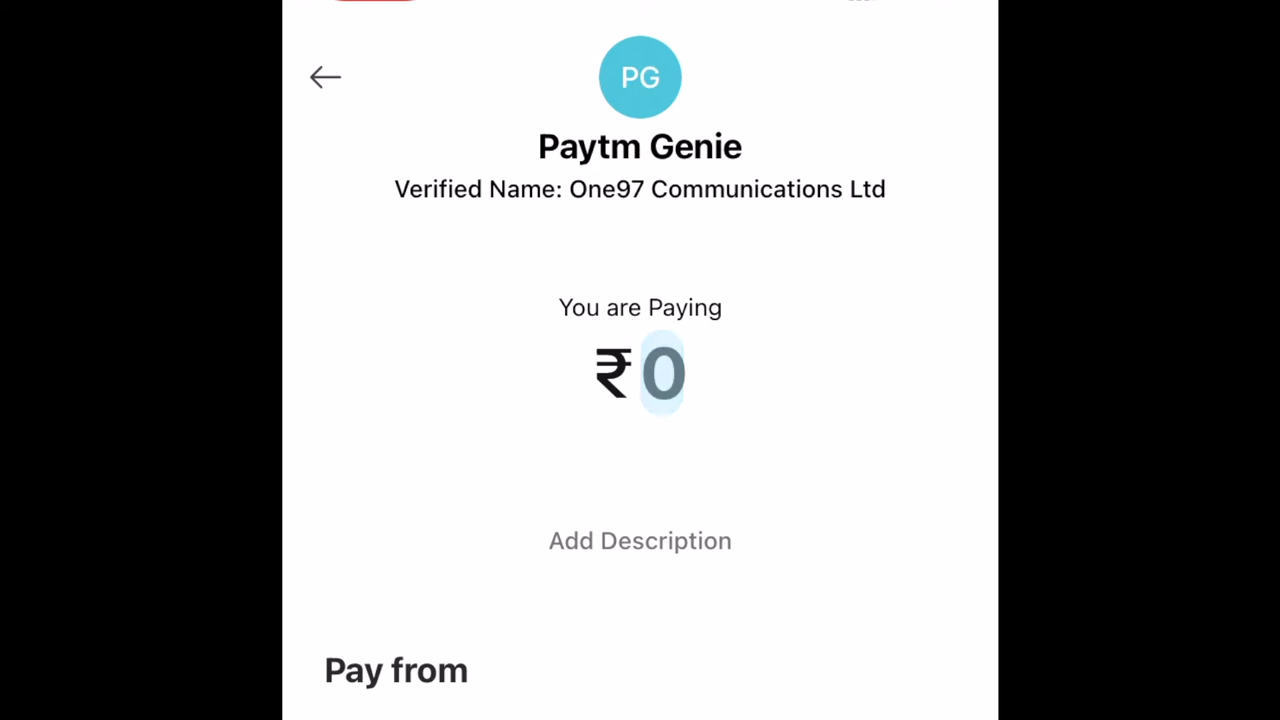 PG
Paytm Genie
Verified Name: One97 Communications Ltd
You are Paying
₹0
Add Description
Pay from